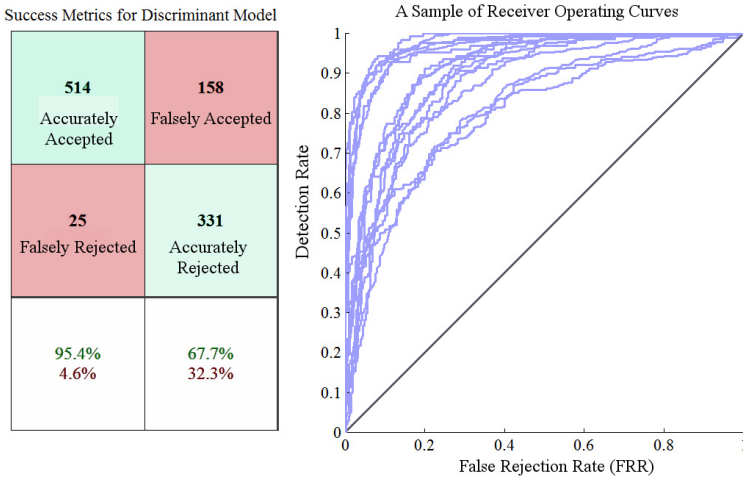 Success Metrics for Discriminant Model
514
Accurately
Accepted
158
Falsely Accepted
25
Falsely Rejected
331
Accurately
Rejected
95.4%
4.6%
67.7%
32.3%
A Sample of Receiver Operating Curves
Detection Rate
1
0.9
0.8
0.7
0.6
0.5
0.4
0.3
0.2
0.1
0
0
0.2
0.4
0.6
0.8
1
False Rejection Rate (FRR)